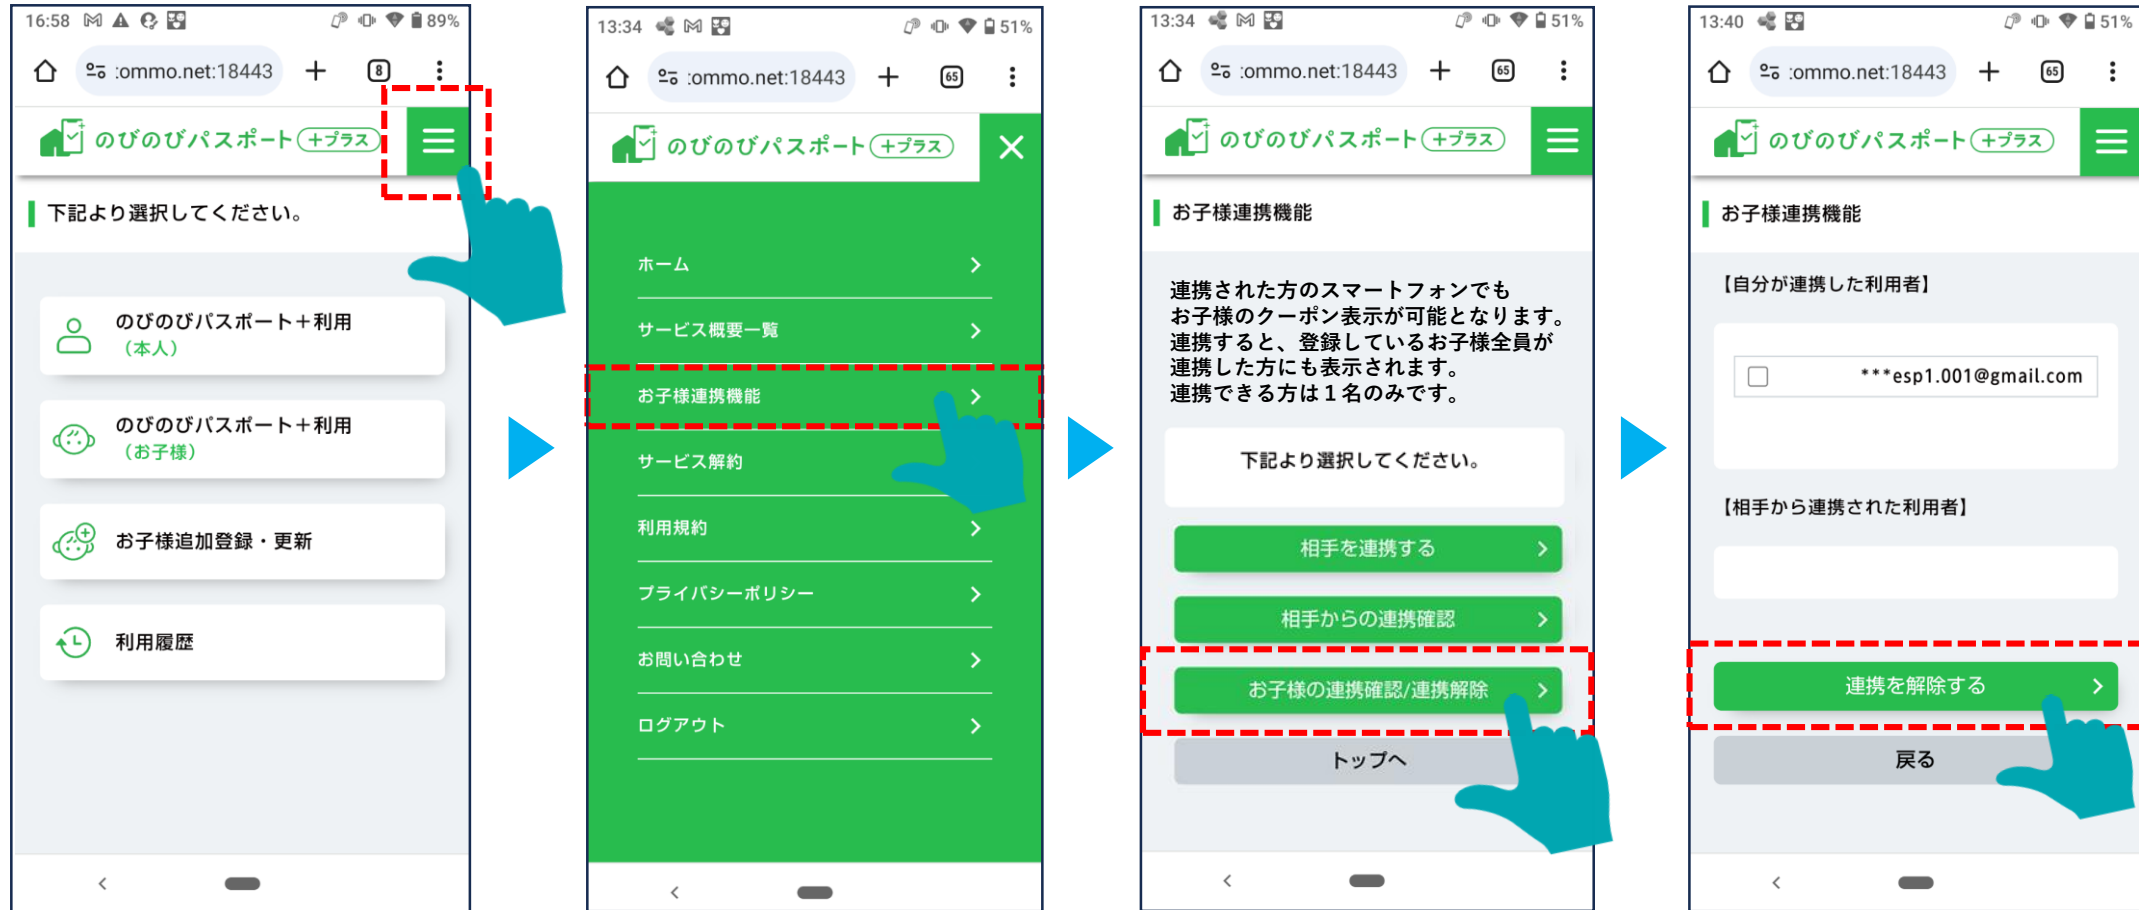 16:58
89%
:ommo.net:18443
8
のびのびパスポート
+プラス
下記より選択してください。
のびのびパスポート+利用
(本人)
のびのびパスポート+利用
(お子様)
お子様追加登録・更新
利用履歴
13:34
51%
:ommo.net:18443
65
のびのびパスポート
+プラス
ホーム
サービス概要一覧
お子様連携機能
サービス解約
利用規約
プライバシーポリシー
お問い合わせ
ログアウト
13:34
51%
:ommo.net:18443
65
のびのびパスポート
+プラス
お子様連携機能
連携された方のスマートフォンでも
お子様のクーポン表示が可能となります。
連携すると、登録しているお子様全員が
連携した方にも表示されます。
連携できる方は1名のみです。
下記より選択してください。
相手を連携する
相手からの連携確認
お子様の連携確認/連携解除
トップへ
13:40
51%
:ommo.net:18443
65
のびのびパスポート
+プラス
お子様連携機能
【自分が連携した利用者】
***esp1.001@gmail.com
【相手から連携された利用者】
連携を解除する
戻る